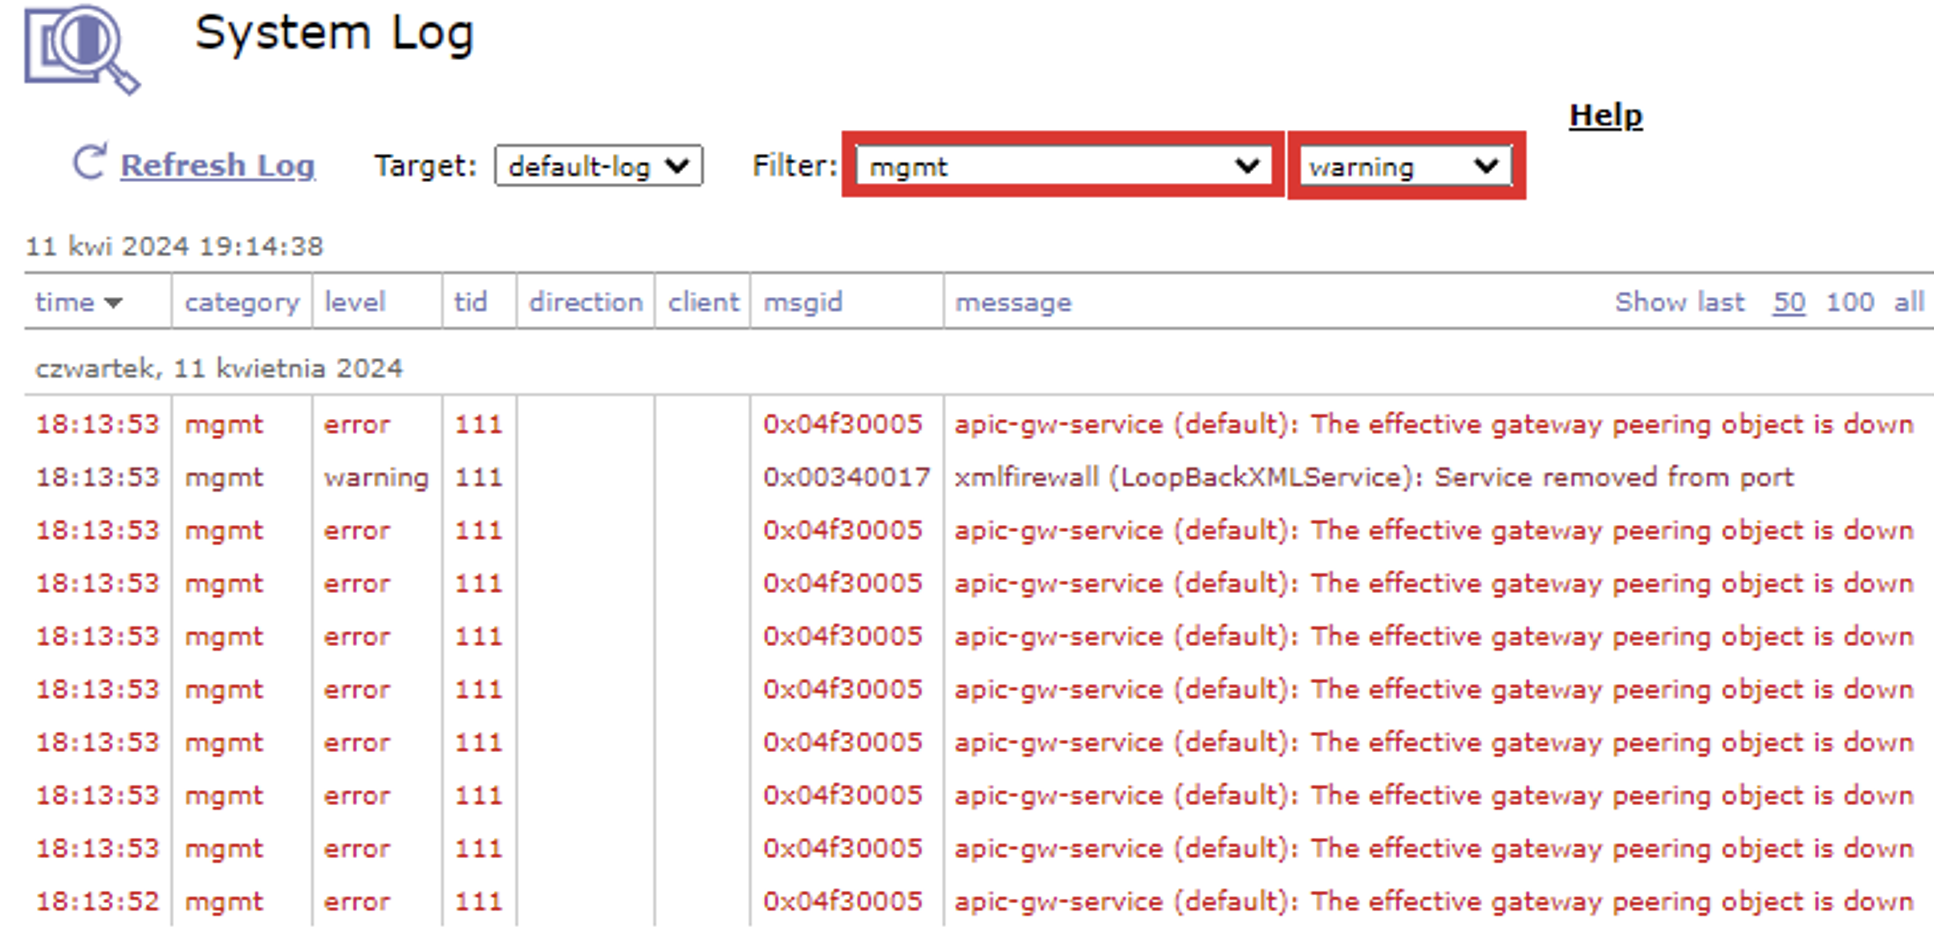 System Log
Help
Refresh Log Target: default-log Filter: mgmt warning
11 kwi 2024 19:14:38
time category level tid direction client msgid message Show last 50 100 all
czwartek, 11 kwietnia 2024
18:13:53 mgmt error 111 0x04f30005 apic-gw-service (default): The effective gateway peering object is down
18:13:53 mgmt warning 111 0x00340017 xmlfirewall (LoopBackXMLService): Service removed from port
18:13:53 mgmt error 111 0x04f30005 apic-gw-service (default): The effective gateway peering object is down
18:13:53 mgmt error 111 0x04f30005 apic-gw-service (default): The effective gateway peering object is down
18:13:53 mgmt error 111 0x04f30005 apic-gw-service (default): The effective gateway peering object is down
18:13:53 mgmt error 111 0x04f30005 apic-gw-service (default): The effective gateway peering object is down
18:13:53 mgmt error 111 0x04f30005 apic-gw-service (default): The effective gateway peering object is down
18:13:53 mgmt error 111 0x04f30005 apic-gw-service (default): The effective gateway peering object is down
18:13:53 mgmt error 111 0x04f30005 apic-gw-service (default): The effective gateway peering object is down
18:13:52 mgmt error 111 0x04f30005 apic-gw-service (default): The effective gateway peering object is down